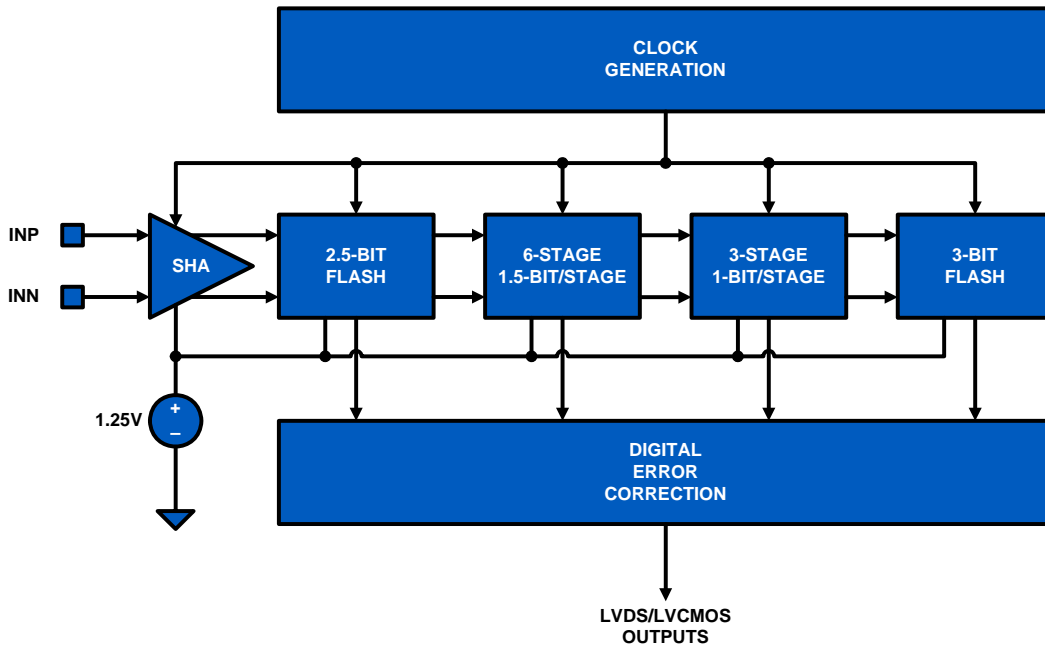 CLOCK
GENERATION
INP
INN
SHA
2.5-BIT
FLASH
6-STAGE
1.5-BIT/STAGE
3-STAGE
1-BIT/STAGE
3-BIT
FLASH
1.25V
+
–
DIGITAL
ERROR
CORRECTION
LVDS/LVCMOS
OUTPUTS